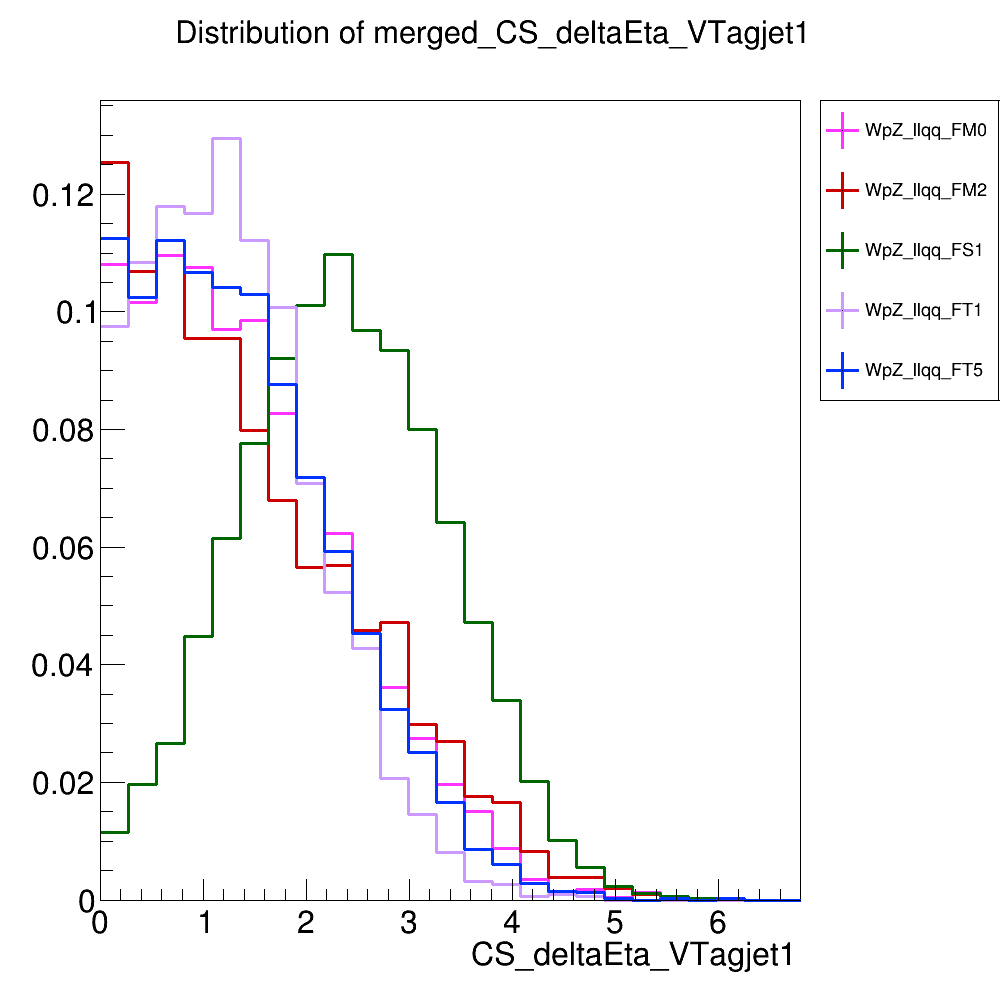 Distribution of merged_CS_deltaEta_VTagjet1
WpZ_llqq_FM0
WpZ_llqq_FM2
WpZ_llqq_FS1
WpZ_llqq_FT1
WpZ_llqq_FT5
0.12
0.1
0.08
0.06
0.04
0.02
0
0 1 2 3 4 5 6
CS_deltaEta_VTagjet1